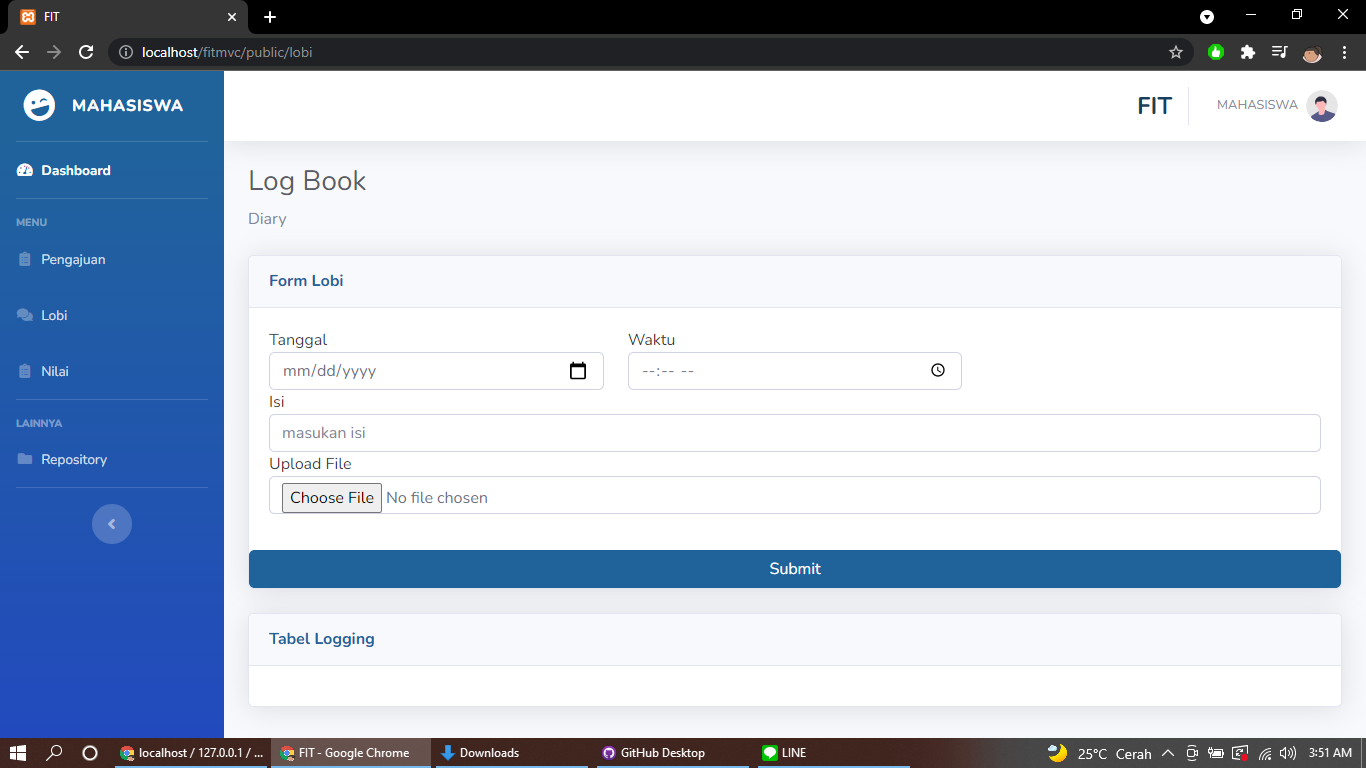 FIT
localhost/fitmvc/public/lobi
MAHASISWA
FIT
MAHASISWA
Dashboard
MENU
Pengajuan
Lobi
Nilai
LAINNYA
Repository
Log Book
Diary
Form Lobi
Tanggal
Waktu
mm/dd/yyyy
--:-- --
Isi
masukan isi
Upload File
Choose File No file chosen
Submit
Tabel Logging
localhost / 127.0.0.1 / ...
FIT - Google Chrome
Downloads
GitHub Desktop
LINE
25°C Cerah
3:51 AM